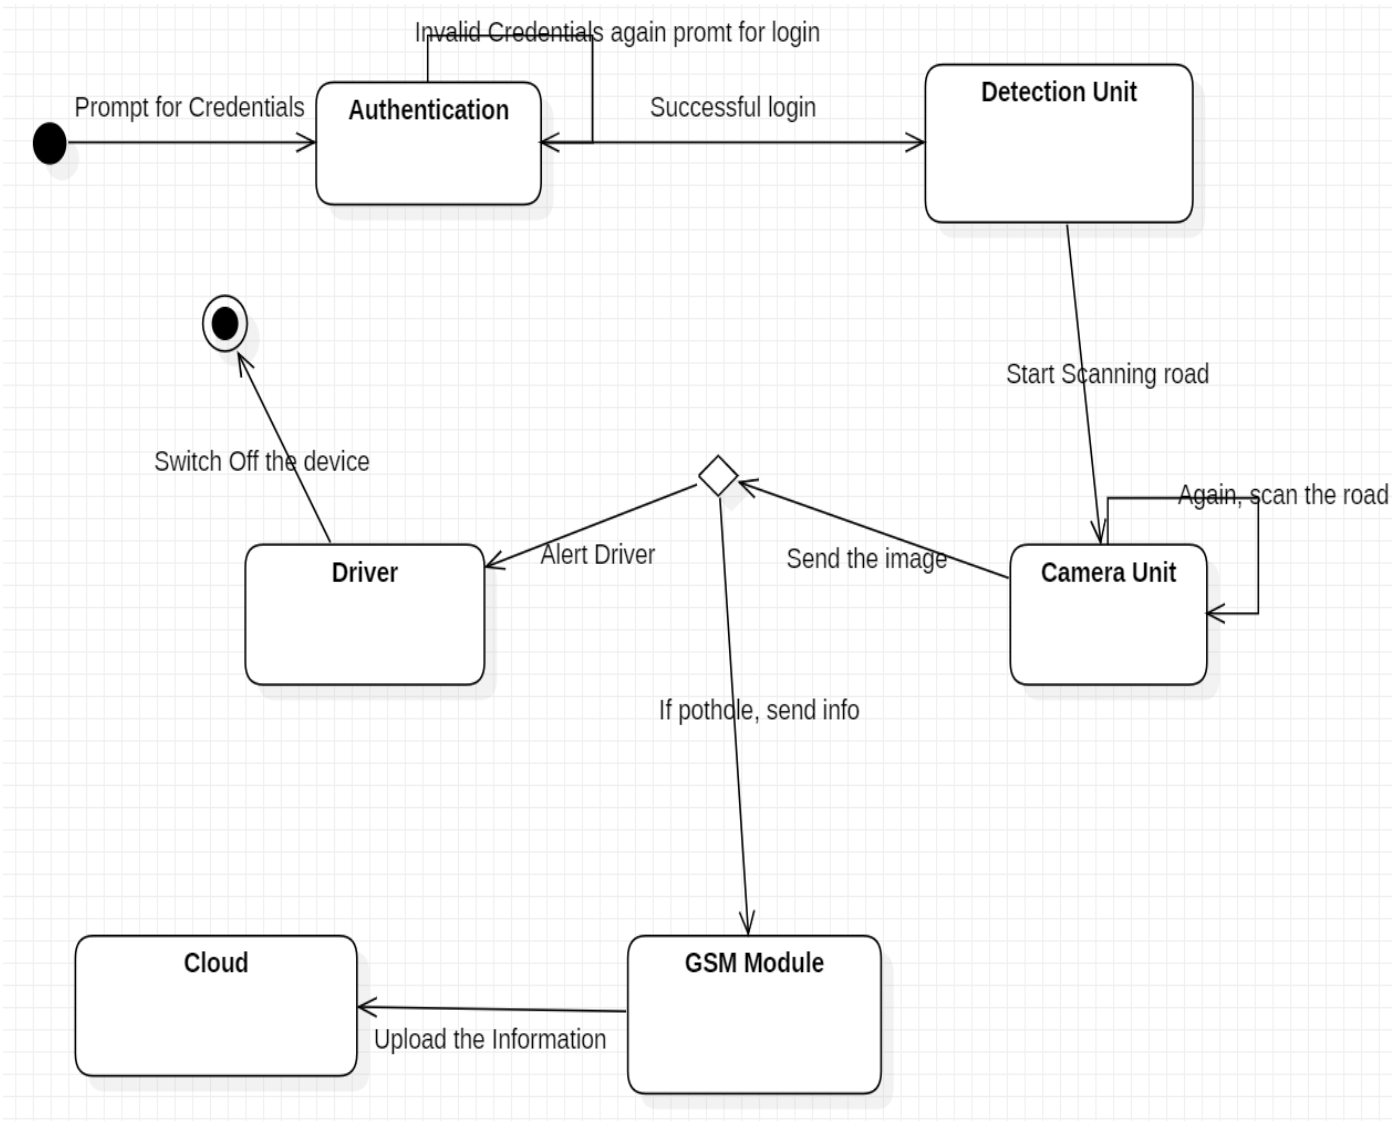 Invalid Credentials again promt for login
Prompt for Credentials
Authentication
Successful login
Detection Unit
Start Scanning road
Switch Off the device
Again, scan the road
Alert Driver
Send the image
Driver
Camera Unit
If pothole, send info
Cloud
GSM Module
Upload the Information